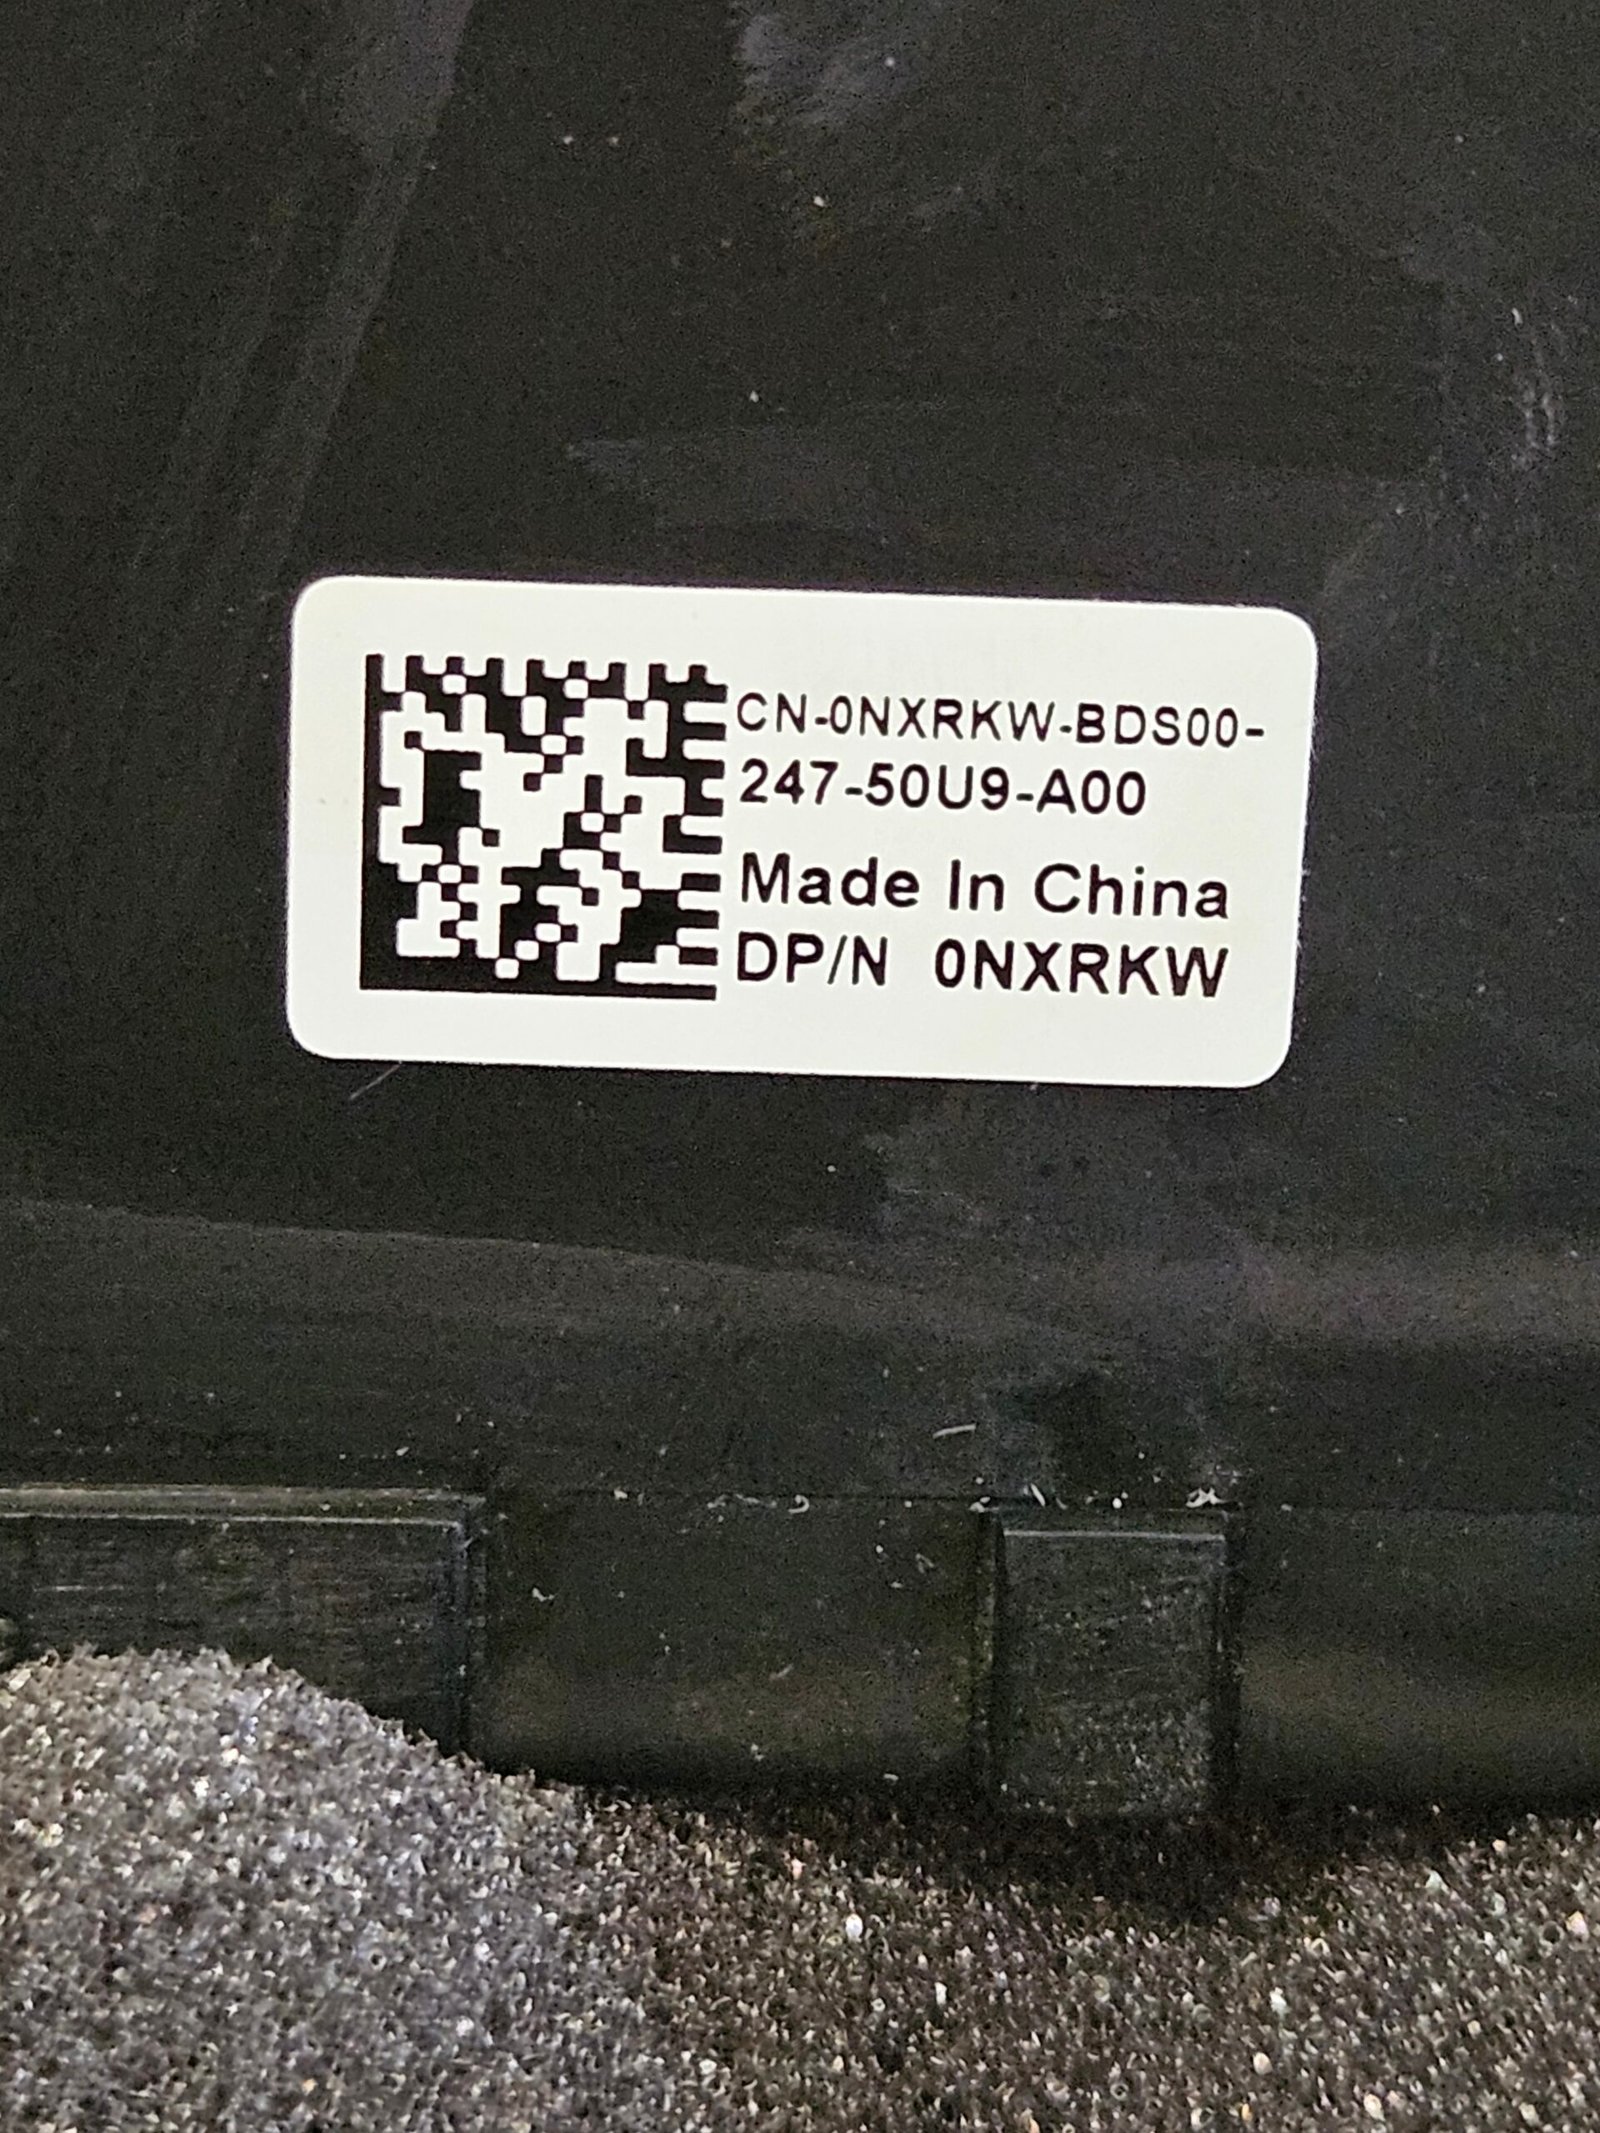 CN-0NXRKW-BDS00-
247-50U9-A00
Made In China
DP/N 0NXRKW